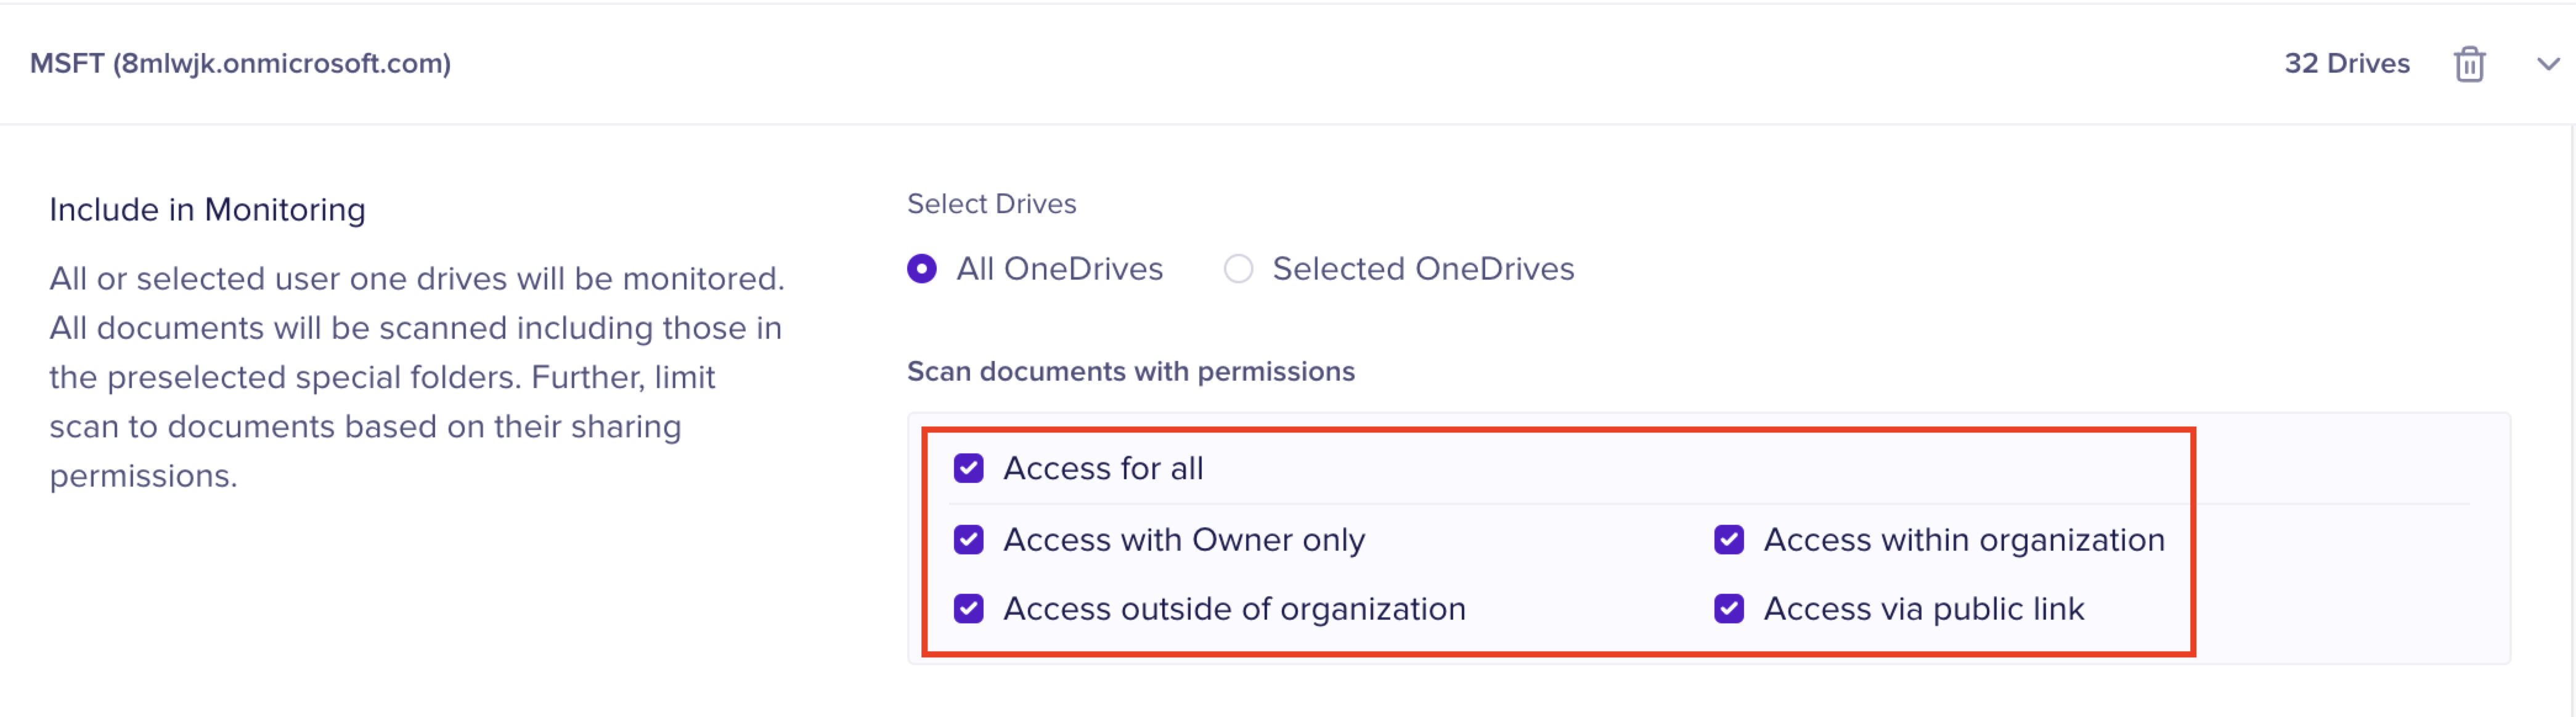 MSFT (8mlwjk.onmicrosoft.com)
32 Drives
Include in Monitoring
All or selected user one drives will be monitored.
All documents will be scanned including those in
the preselected special folders. Further, limit
scan to documents based on their sharing
permissions.
Select Drives
All OneDrives
Selected OneDrives
Scan documents with permissions
Access for all
Access with Owner only
Access within organization
Access outside of organization
Access via public link